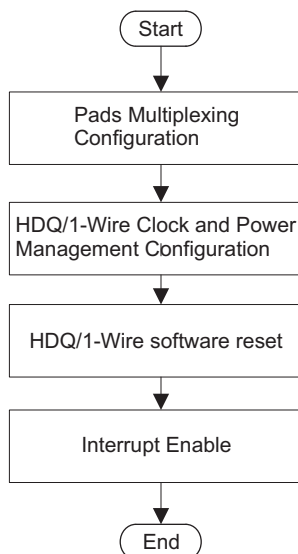 Start
Pads Multiplexing
Configuration
HDQ/1-Wire Clock and Power
Management Configuration
HDQ/1-Wire software reset
Interrupt Enable
End